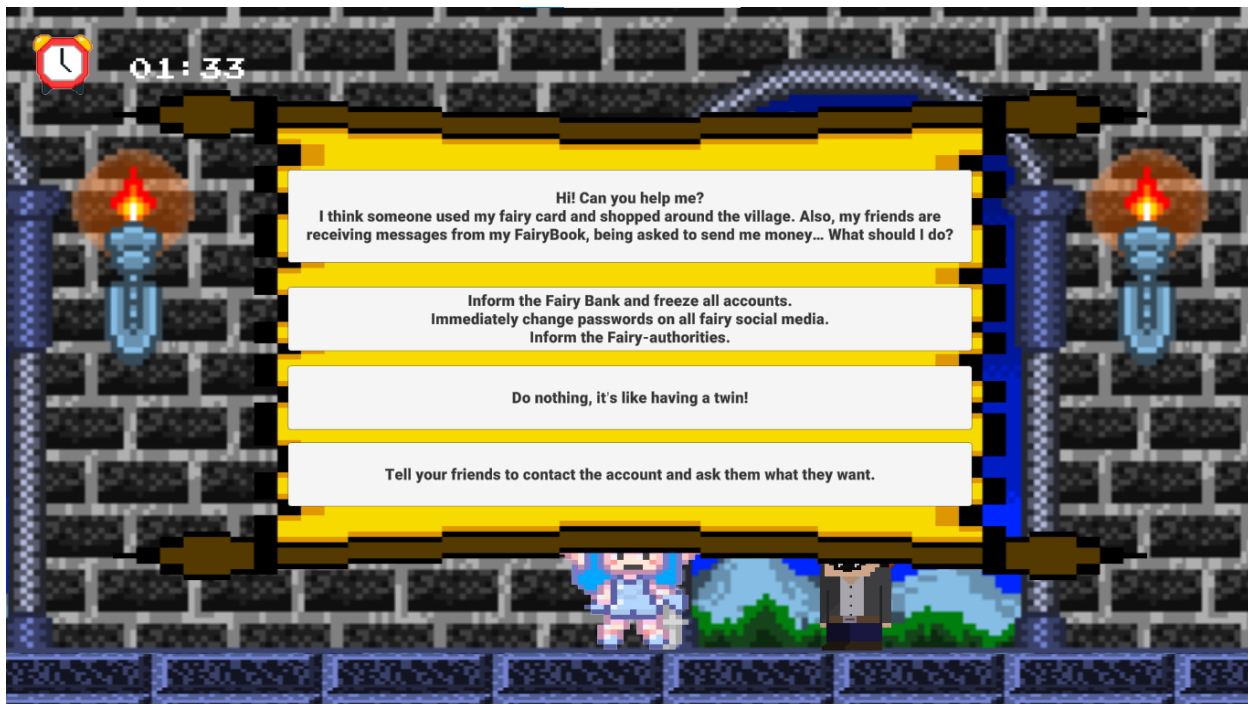 01:33
Hi! Can you help me?
I think someone used my fairy card and shopped around the village. Also, my friends are
receiving messages from my FairyBook, being asked to send me money... What should I do?
Inform the Fairy Bank and freeze all accounts.
Immediately change passwords on all fairy social media.
Inform the Fairy-authorities.
Do nothing, it's like having a twin!
Tell your friends to contact the account and ask them what they want.